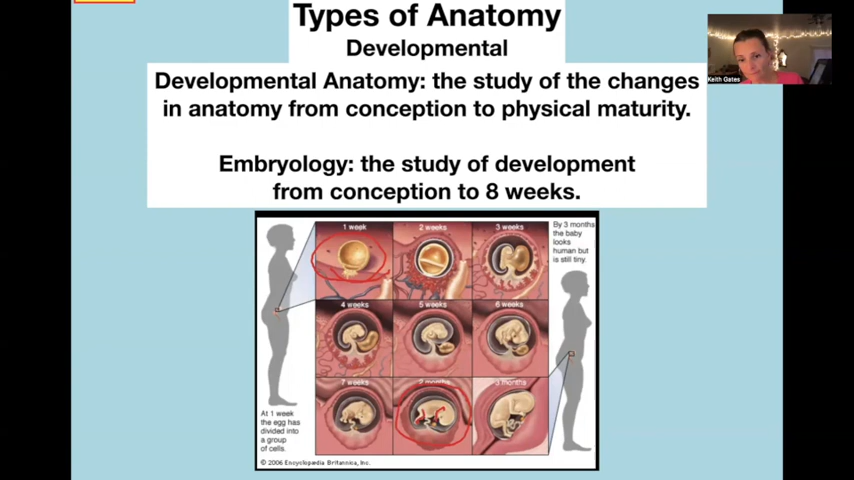 Types of Anatomy
Developmental
Developmental Anatomy: the study of the changes
in anatomy from conception to physical maturity.
Embryology: the study of development
from conception to 8 weeks.
Keith Gates
1 week
2 weeks
3 weeks
By 3 months
the baby
looks
human but
is still tiny.
4 weeks
5 weeks
6 weeks
7 weeks
2 months
3 months
At 1 week
the egg has
divided into
a group
of cells.
© 2006 Encyclopædia Britannica, Inc.